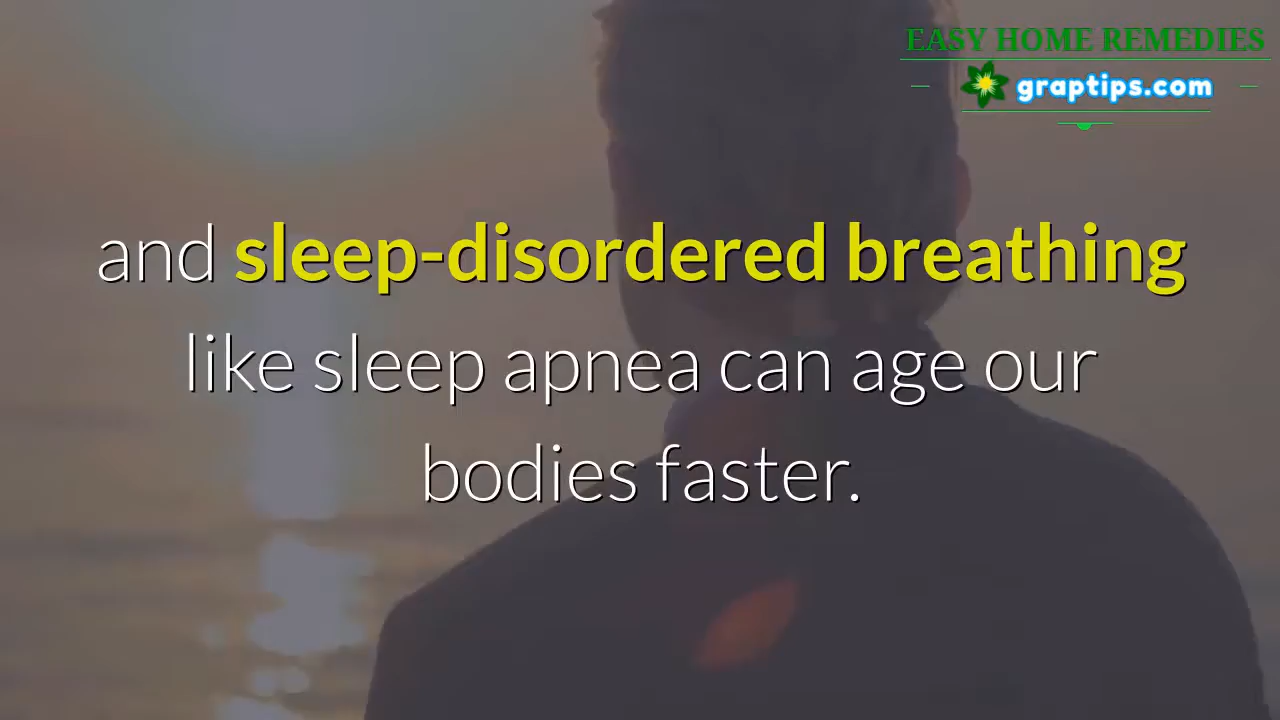 EASY HOME REMEDIES
graptips.com
and sleep-disordered breathing
like sleep apnea can age our
bodies faster.